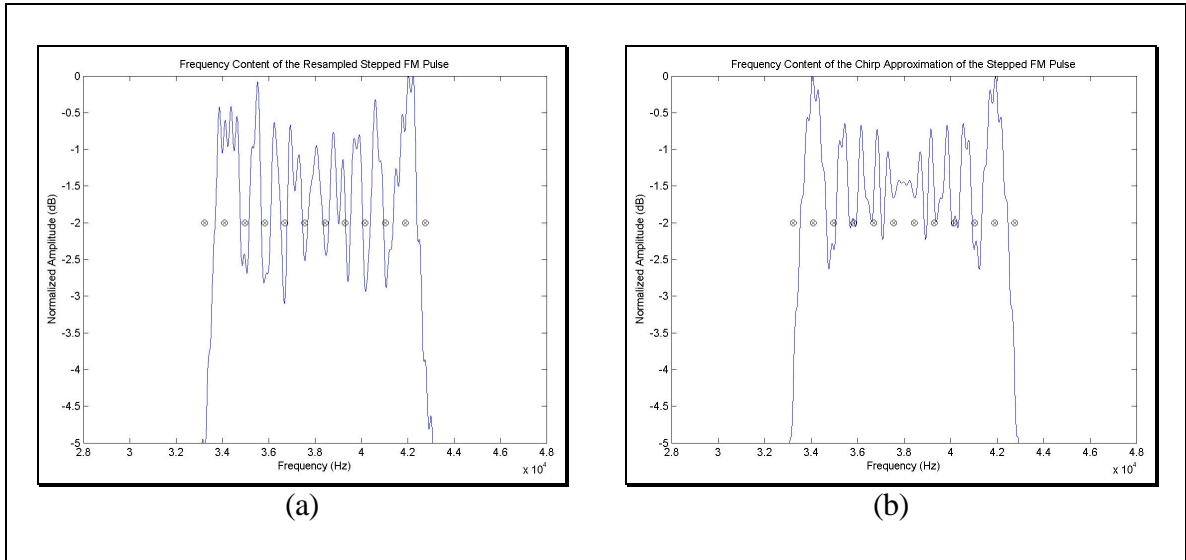 Frequency Content of the Resampled Stepped FM Pulse
0
-0.5
-1
-1.5
-2
-2.5
-3
-3.5
-4
-4.5
-5
Normalized Amplitude (dB)
2.8 3 3.2 3.4 3.6 3.8 4 4.2 4.4 4.6 4.8
Frequency (Hz)
x 10^4
(a)
Frequency Content of the Chirp Approximation of the Stepped FM Pulse
0
-0.5
-1
-1.5
-2
-2.5
-3
-3.5
-4
-4.5
-5
Normalized Amplitude (dB)
2.8 3 3.2 3.4 3.6 3.8 4 4.2 4.4 4.6 4.8
Frequency (Hz)
x 10^4
(b)